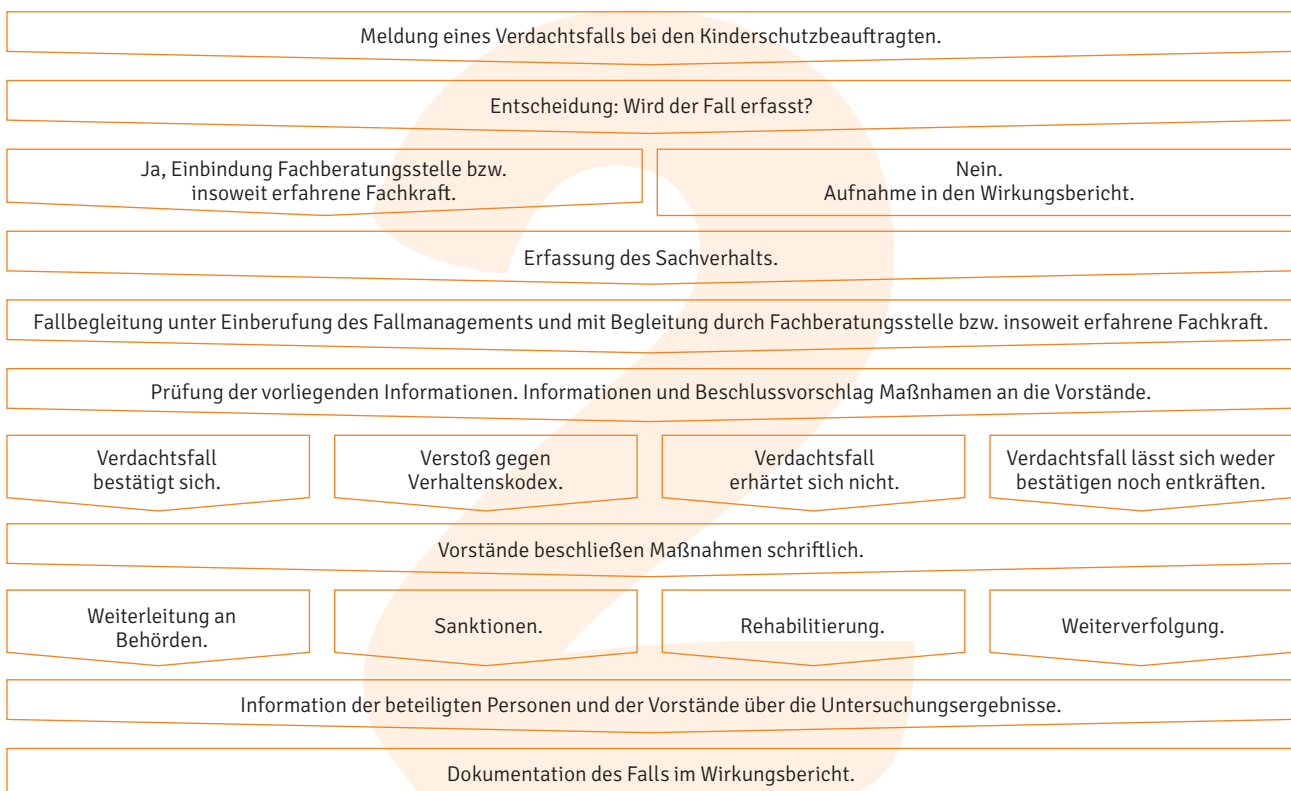 Meldung eines Verdachtsfalls bei den Kinderschutzbeauftragten.
Entscheidung: Wird der Fall erfasst?
Ja, Einbindung Fachberatungsstelle bzw.
insoweit erfahrene Fachkraft.
Nein.
Aufnahme in den Wirkungsbericht.
Erfassung des Sachverhalts.
Fallbegleitung unter Einberufung des Fallmanagements und mit Begleitung durch Fachberatungsstelle bzw. insoweit erfahrene Fachkraft.
Prüfung der vorliegenden Informationen. Informationen und Beschlussvorschlag Maßnhamen an die Vorstände.
Verdachtsfall
bestätigt sich.
Verstoß gegen
Verhaltenskodex.
Verdachtsfall
erhärtet sich nicht.
Verdachtsfall lässt sich weder
bestätigen noch entkräften.
Vorstände beschließen Maßnahmen schriftlich.
Weiterleitung an
Behörden.
Sanktionen.
Rehabilitierung.
Weiterverfolgung.
Information der beteiligten Personen und der Vorstände über die Untersuchungsergebnisse.
Dokumentation des Falls im Wirkungsbericht.
2